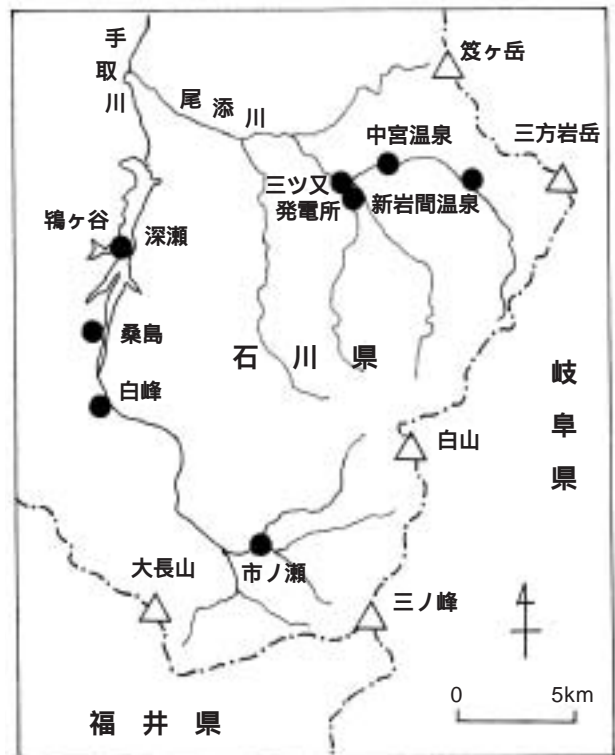 手取川
尾添川
笈ヶ岳
中宮温泉
三方岩岳
三ツ又
発電所
新岩間温泉
鴇ヶ谷
深瀬
桑島
石川県
岐阜県
白峰
白山
大長山
市ノ瀬
三ノ峰
福井県
0 5km